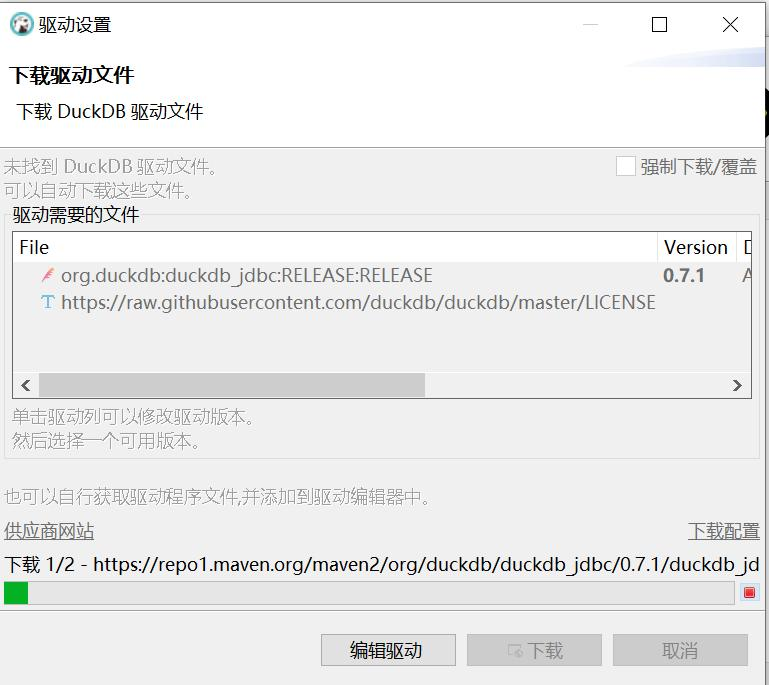 驱动设置
下载驱动文件
下载 DuckDB 驱动文件
未找到 DuckDB 驱动文件。
强制下载/覆盖
可以自动下载这些文件。
驱动需要的文件
File Version
org.duckdb:duckdb_jdbc:RELEASE:RELEASE 0.7.1
https://raw.githubusercontent.com/duckdb/duckdb/master/LICENSE
单击驱动列可以修改驱动版本。
然后选择一个可用版本。
也可以自行获取驱动程序文件,并添加到驱动编辑器中。
供应商网站 下载配置
下载 1/2 - https://repo1.maven.org/maven2/org/duckdb/duckdb_jdbc/0.7.1/duckdb_jd
编辑驱动 下载 取消